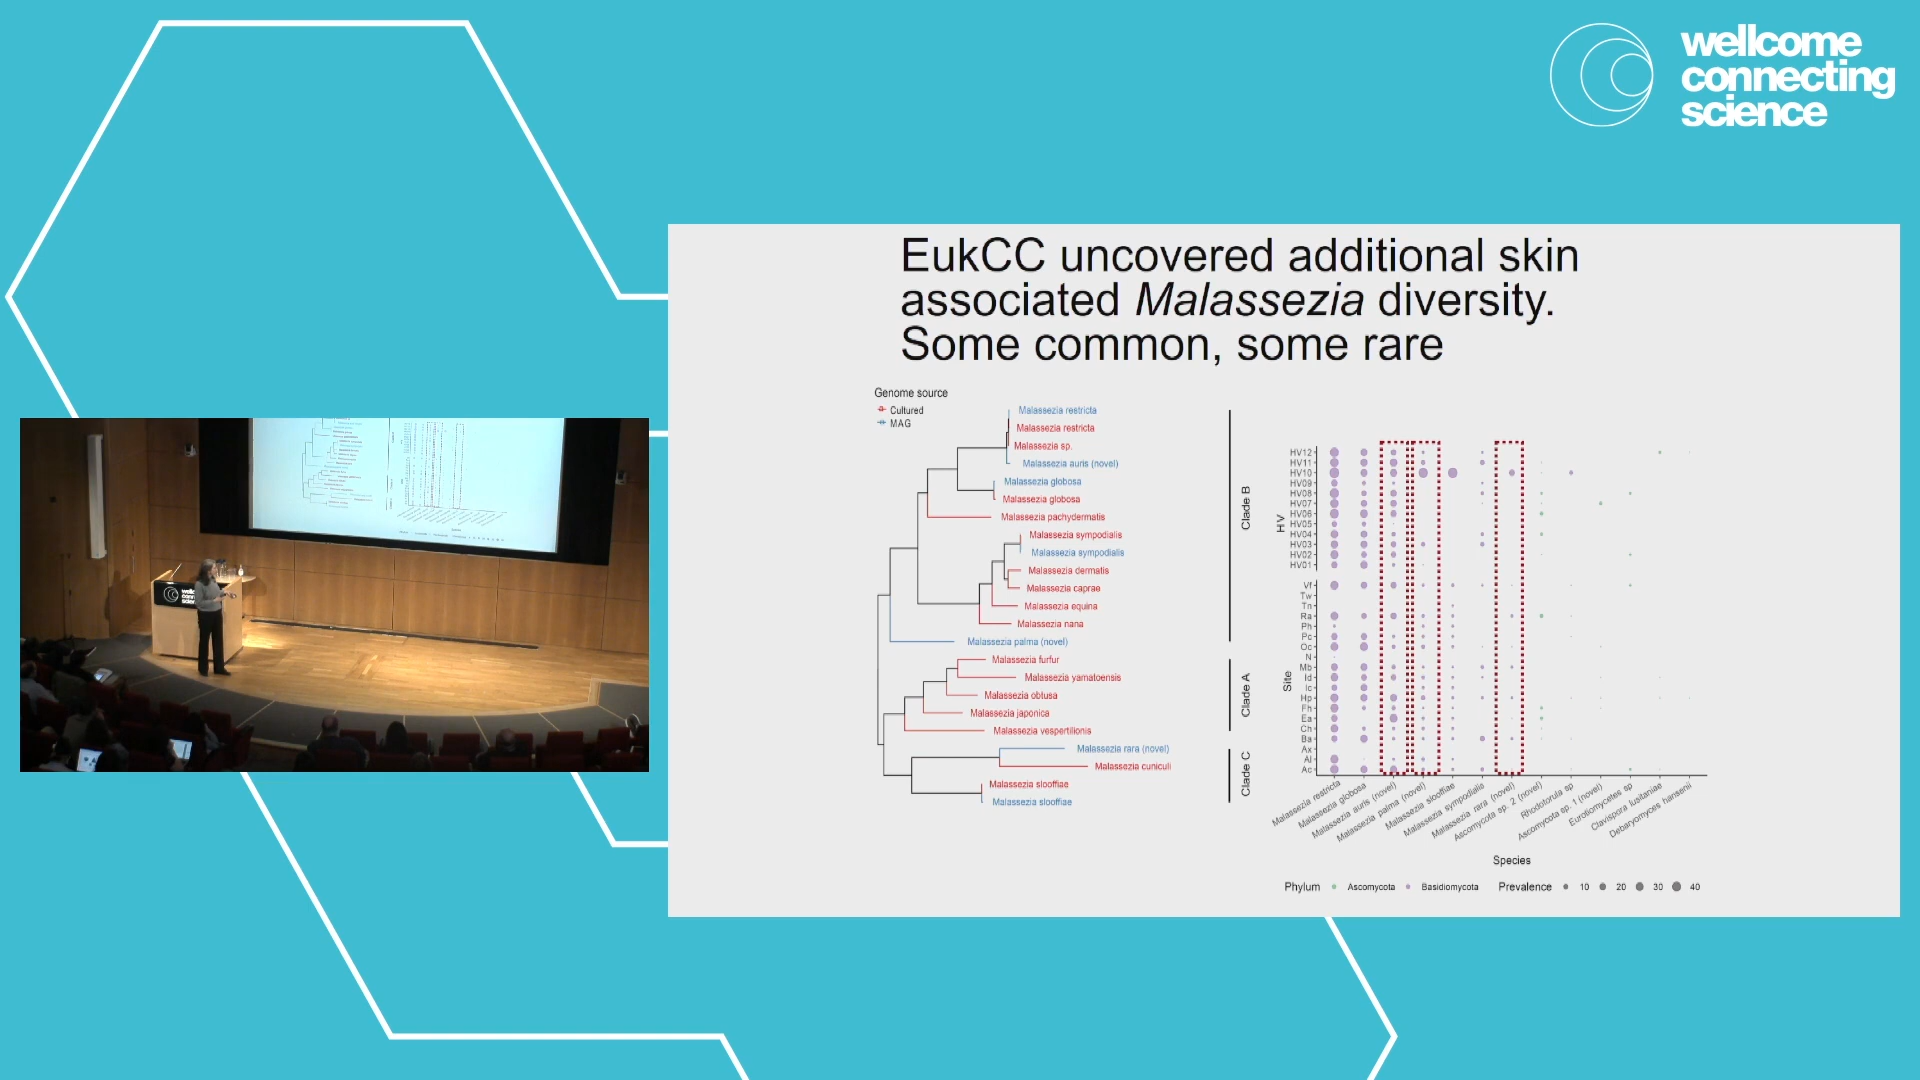 wellcome
connecting
science
EukCC uncovered additional skin
associated Malassezia diversity.
Some common, some rare
Genome source
Cultured
MAG
Malassezia restricta
Malassezia restricta
Malassezia sp.
Malassezia auris (novel)
Malassezia globosa
Malassezia globosa
Malassezia pachydermatis
Malassezia sympodialis
Malassezia sympodialis
Malassezia dermatis
Malassezia caprae
Malassezia equina
Malassezia nana
Malassezia palma (novel)
Malassezia furfur
Malassezia yamatoensis
Malassezia obtusa
Malassezia japonica
Malassezia vespertilionis
Malassezia rara (novel)
Malassezia cuniculi
Malassezia slooffiae
Malassezia slooffiae
Clade B
Clade A
Clade C
HV
HV12
HV11
HV10
HV09
HV08
HV07
HV06
HV05
HV04
HV03
HV02
HV01
Site
Vf
Tw
Tn
Ra
Ph
Pc
Oc
N
Mb
Id
Ic
Hp
Fh
Ea
Ch
Ba
Ax
Al
Ac
Malassezia restricta
Malassezia globosa
Malassezia auris (novel)
Malassezia palma (novel)
Malassezia slooffiae
Malassezia sympodialis
Malassezia rara (novel)
Ascomycota sp. 2 (novel)
Rhodotorula sp
Ascomycota sp. 1 (novel)
Eurotiomycetes sp
Clavispora lusitaniae
Debaryomyces hansenii
Species
Phylum Ascomycota Basidiomycota Prevalence 10 20 30 40